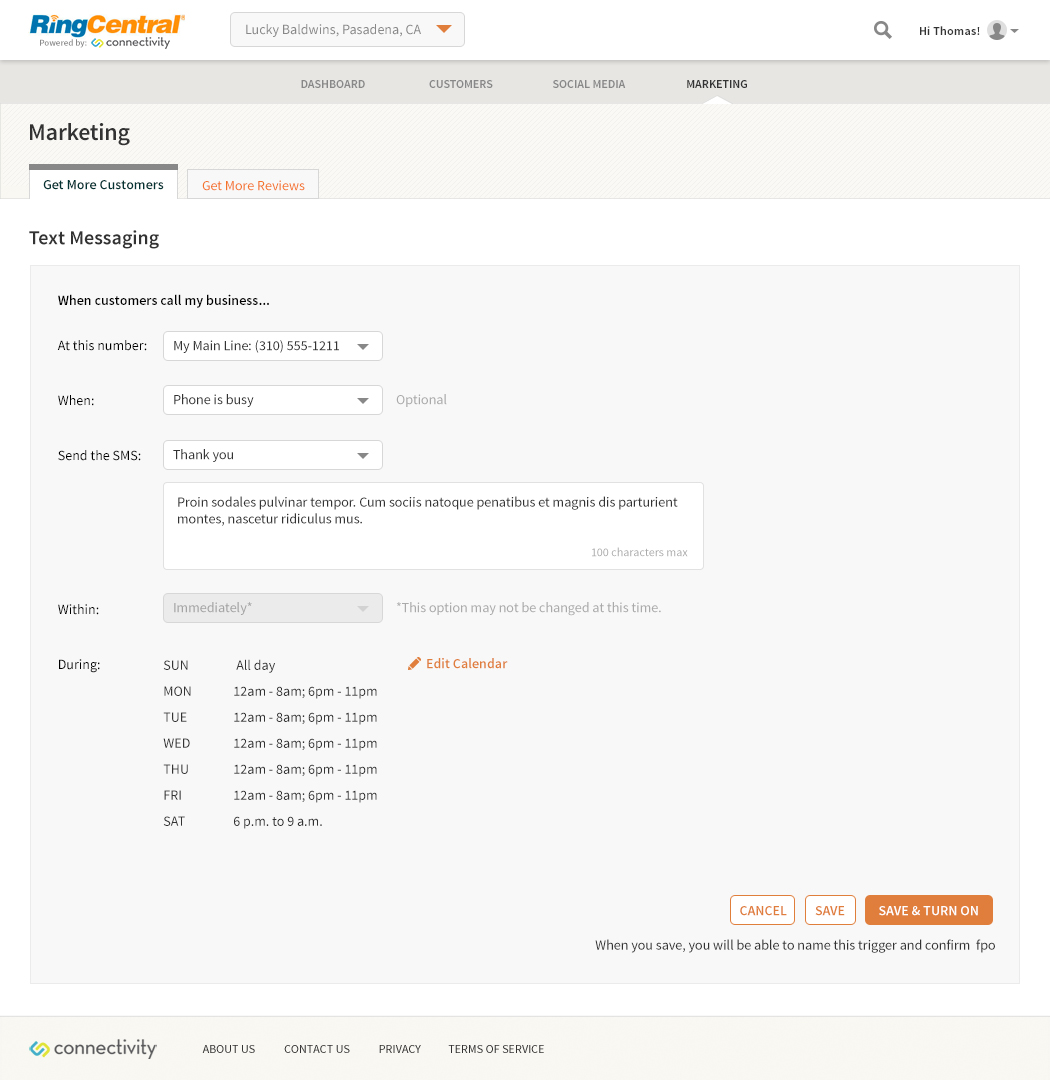 RingCentral®
Powered by: connectivity
Lucky Baldwins, Pasadena, CA
Hi Thomas!
DASHBOARD CUSTOMERS SOCIAL MEDIA MARKETING
Marketing
Get More Customers Get More Reviews
Text Messaging
When customers call my business...
At this number: My Main Line: (310) 555-1211
When: Phone is busy Optional
Send the SMS: Thank you
Proin sodales pulvinar tempor. Cum sociis natoque penatibus et magnis dis parturient
montes, nascetur ridiculus mus.
100 characters max
Within: Immediately* *This option may not be changed at this time.
During: SUN All day Edit Calendar
MON 12am - 8am; 6pm - 11pm
TUE 12am - 8am; 6pm - 11pm
WED 12am - 8am; 6pm - 11pm
THU 12am - 8am; 6pm - 11pm
FRI 12am - 8am; 6pm - 11pm
SAT 6 p.m. to 9 a.m.
CANCEL SAVE SAVE & TURN ON
When you save, you will be able to name this trigger and confirm fpo
connectivity ABOUT US CONTACT US PRIVACY TERMS OF SERVICE